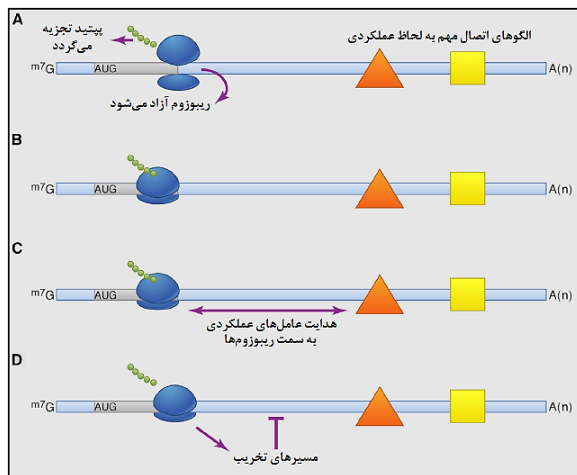 A
پپتید تجزیه
می‌گردد
الگوهای اتصال مهم به لحاظ عملکردی
m7G
AUG
A(n)
ریبوزوم آزاد می‌شود
B
m7G
AUG
A(n)
C
m7G
AUG
A(n)
هدایت عامل‌های عملکردی
به سمت ریبوزوم‌ها
D
m7G
AUG
A(n)
مسیرهای تخریب